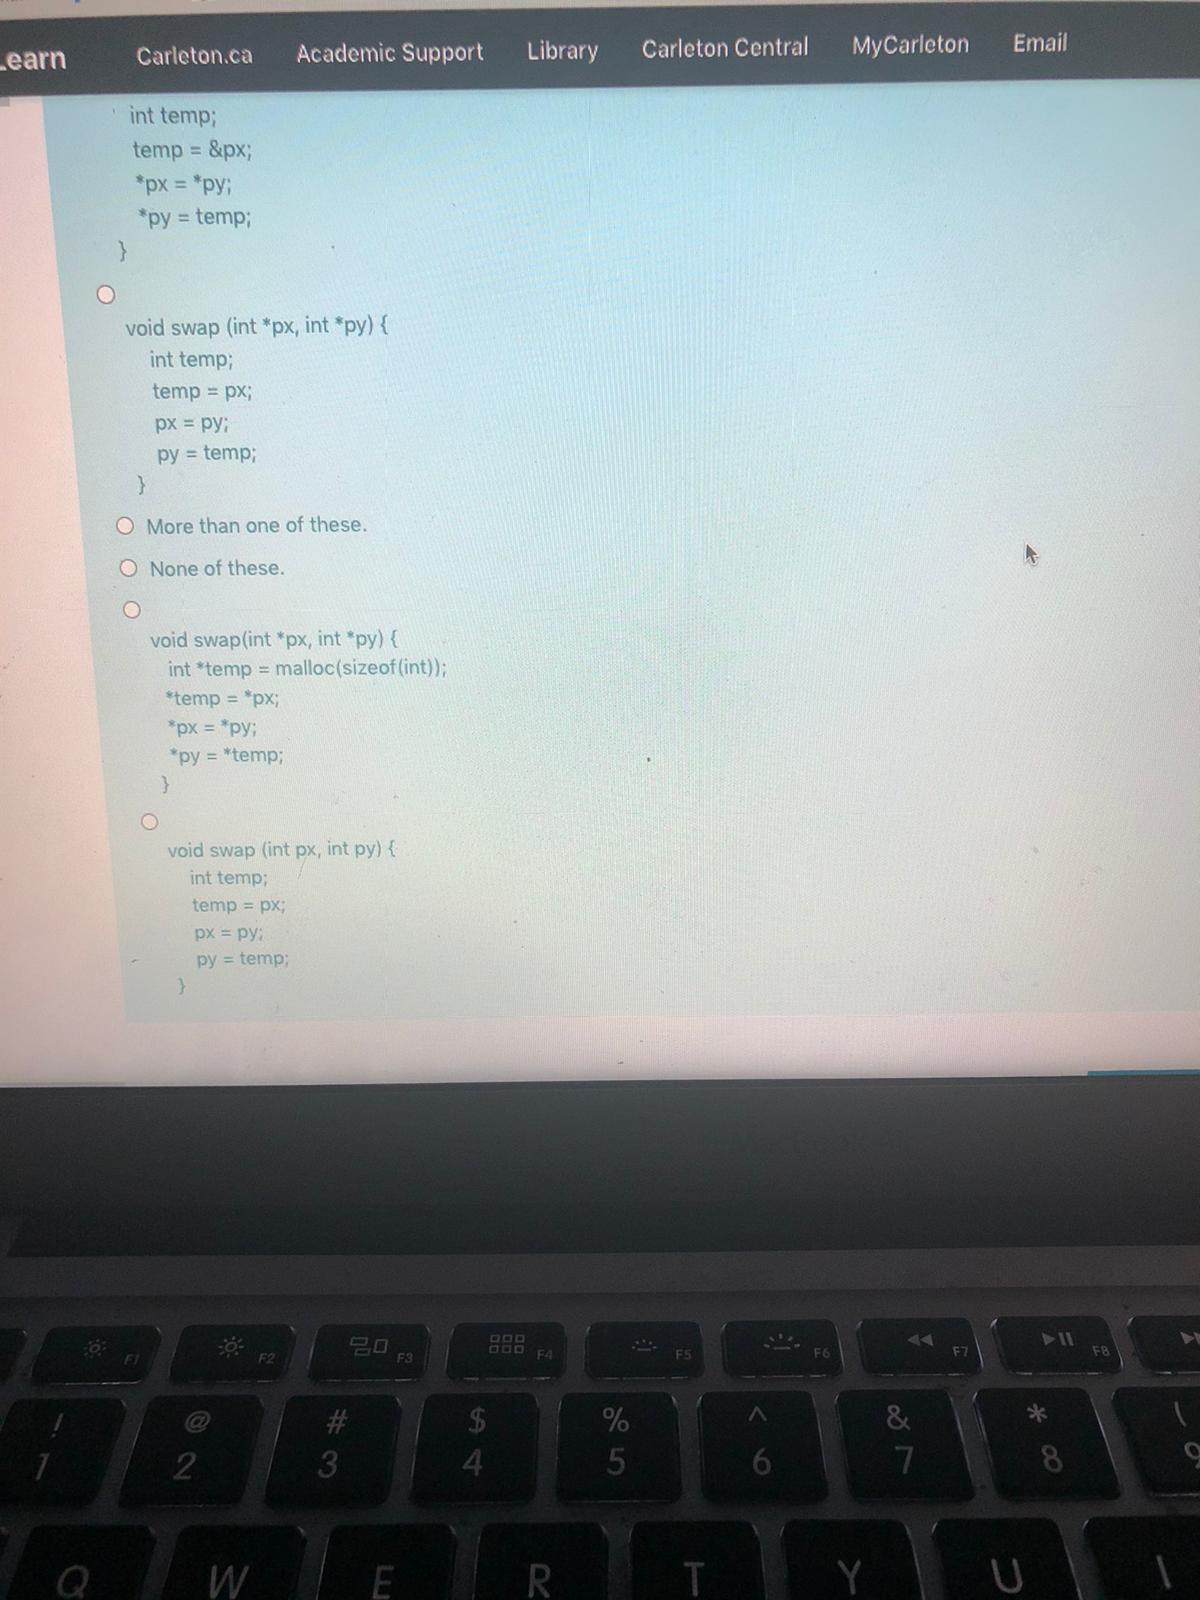 Learn Carleton.ca Academic Support Library Carleton Central MyCarleton Email
int temp;
temp = &px;
*px = *py;
*py = temp;
}
void swap (int *px, int *py) {
int temp;
temp = px;
px = py;
py = temp;
}
More than one of these.
None of these.
void swap(int *px, int *py) {
int *temp = malloc(sizeof(int));
*temp = *px;
*px = *py;
*py = *temp;
}
void swap (int px, int py) {
int temp;
temp = px;
px = py;
py = temp;
}
F1 F2 F3 F4 F5 F6 F7 F8
! @ # $ % ^ & * (
1 2 3 4 5 6 7 8 9
Q W E R T Y U I